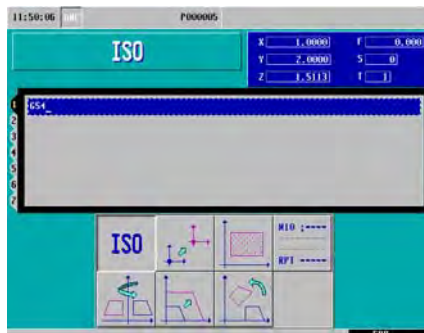 11:50:06 P000005
ISO
X 1.0000 F 0.000
Y 2.0000 S 0
Z 1.5113 T 1
1 G54_
2
3
4
5
6
7
ISO
M10 :----
RPT -----